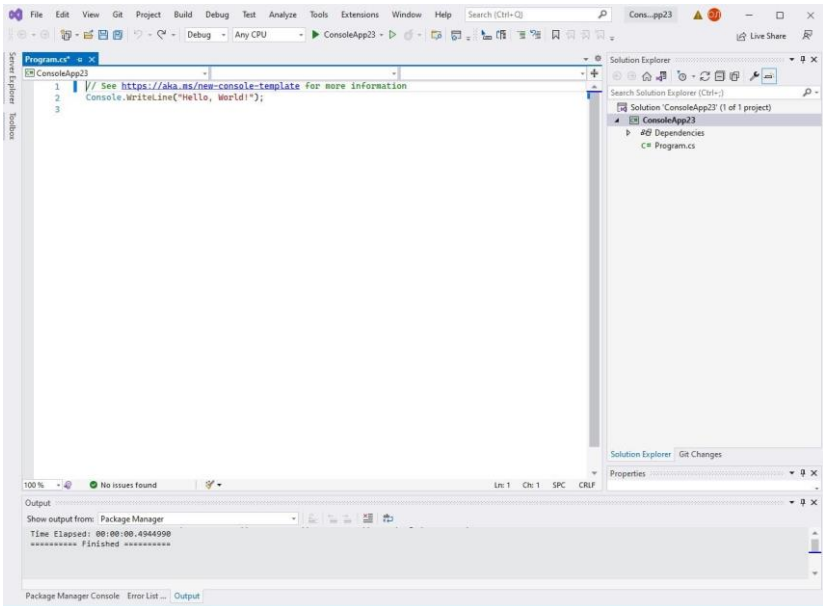 File Edit View Git Project Build Debug Test Analyze Tools Extensions Window Help Search (Ctrl+Q) Cons...pp23
Debug Any CPU ConsoleApp23 Live Share
Server Explorer
Toolbox
Program.cs*
ConsoleApp23
1 // See https://aka.ms/new-console-template for more information
2 Console.WriteLine("Hello, World!");
3
100 % No issues found Ln: 1 Ch: 1 SPC CRLF
Solution Explorer
Search Solution Explorer (Ctrl+;)
Solution 'ConsoleApp23' (1 of 1 project)
ConsoleApp23
Dependencies
C# Program.cs
Solution Explorer Git Changes
Properties
Output
Show output from: Package Manager
Time Elapsed: 00:00:00.4944990
========== Finished ==========
Package Manager Console Error List ... Output